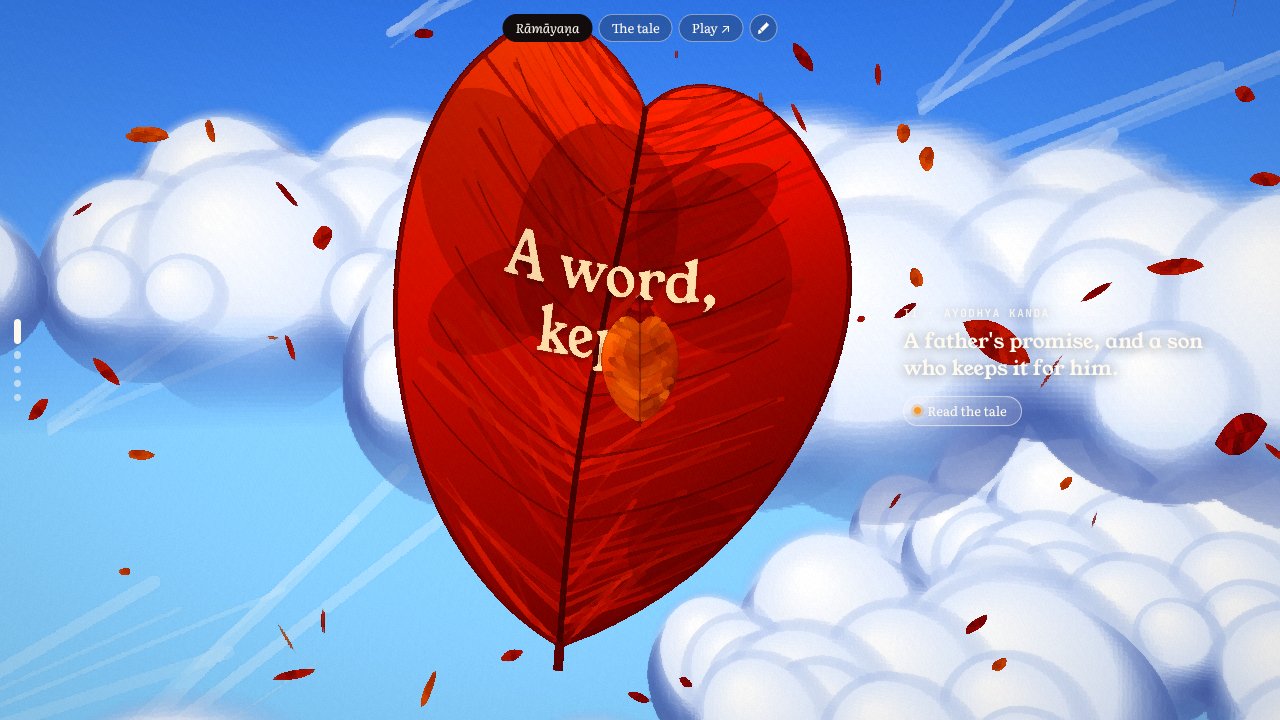 Rāmāyaṇa
The tale
Play ↗
A word,
II · AYODHYA KANDA
A father's promise, and a son
who keeps it for him.
Read the tale